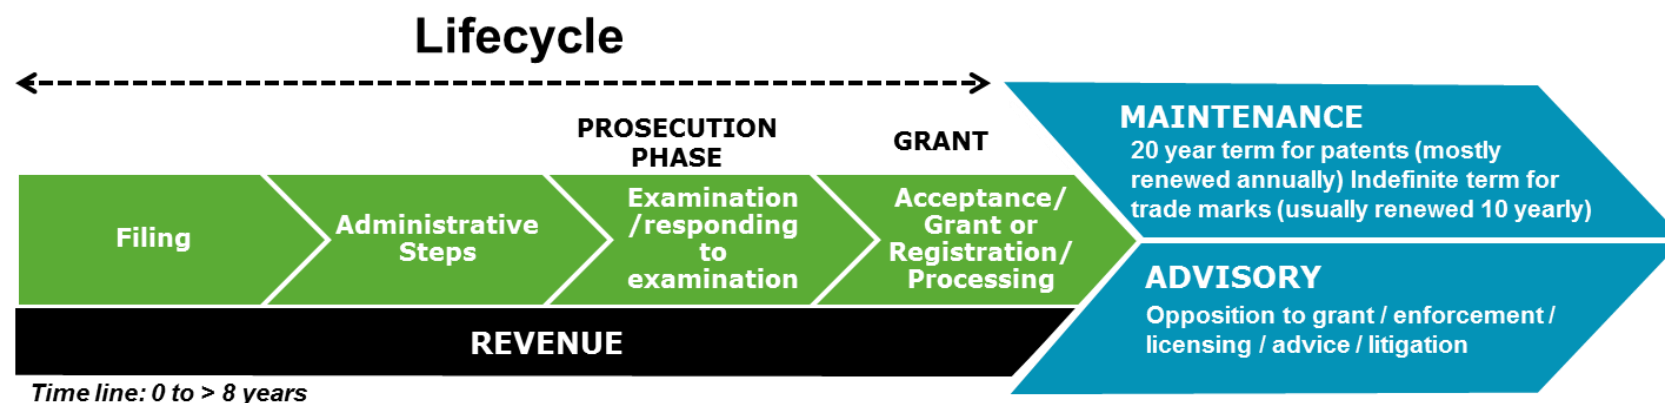 Lifecycle
PROSECUTION
PHASE
GRANT
Filing
Administrative
Steps
Examination
/responding
to
examination
Acceptance/
Grant or
Registration/
Processing
REVENUE
Time line: 0 to > 8 years
MAINTENANCE
20 year term for patents (mostly
renewed annually) Indefinite term for
trade marks (usually renewed 10 yearly)
ADVISORY
Opposition to grant / enforcement /
licensing / advice / litigation